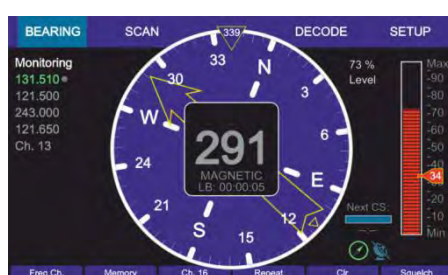 BEARING SCAN DECODE SETUP
339
Monitoring
131.510
121.500
243.000
121.650
Ch. 13
73 %
Level
33 N 3 6 E 12 15 S 21 24 W 30
291
MAGNETIC
LB: 00:00:05
Max
-90
-80
-70
-60
-50
-40
34
-20
-10
Min
Next CS:
--
Freq Ch. Memory Ch. 16 Repeat Clr Squelch